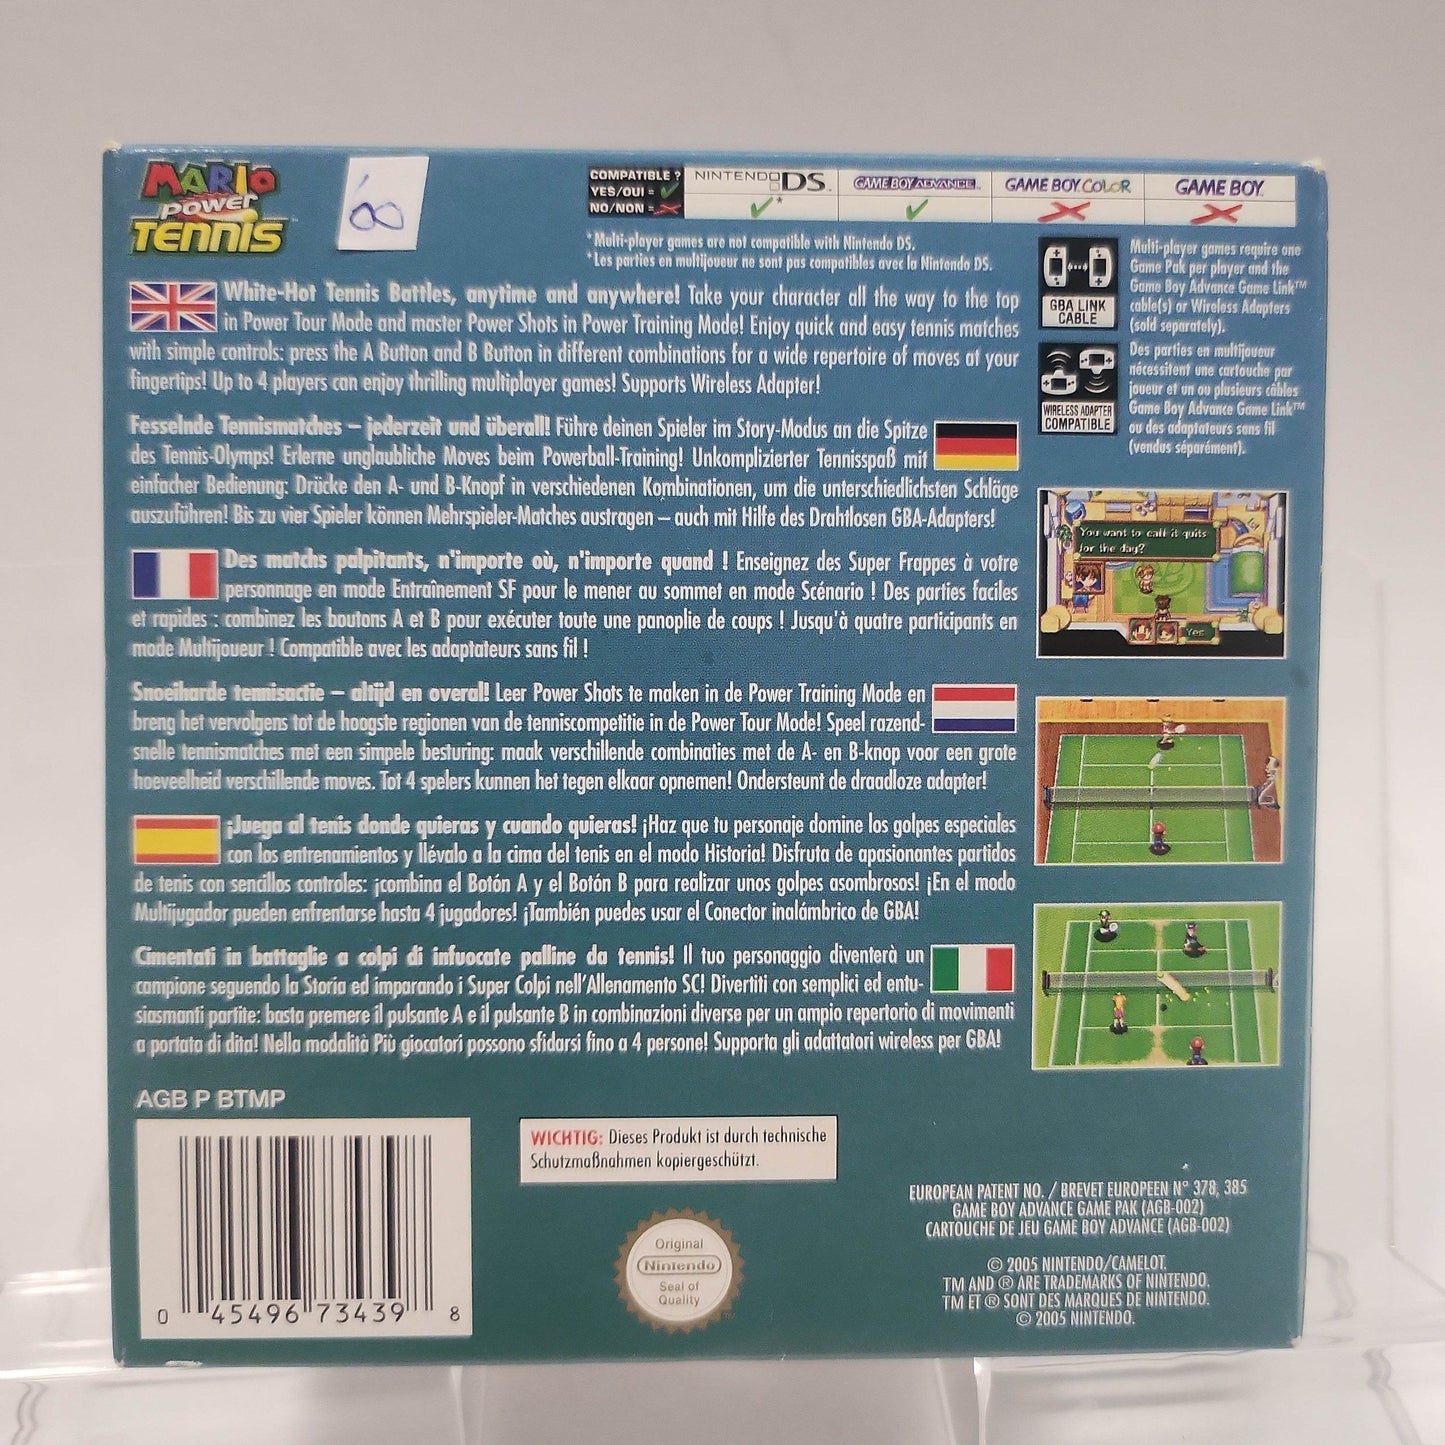 MARIO
POWER
TENNIS
COMPATIBLE ?
YES/OUI =
NO/NON =
NINTENDO DS
*
GAME BOY ADVANCE
GAME BOY COLOR
GAME BOY
*Multi-player games are not compatible with Nintendo DS.
*Les parties en multijoueur ne sont pas compatibles avec la Nintendo DS.
GBA LINK
CABLE
Multi-player games require one
Game Pak per player and the
Game Boy Advance Game Link™
cable(s) or Wireless Adapters
(sold separately).
WIRELESS ADAPTER
COMPATIBLE
Des parties en multijoueur
nécessitent une cartouche par
joueur et un ou plusieurs câbles
Game Boy Advance Game Link™
ou des adaptateurs sans fil
(vendus séparément).
White-Hot Tennis Battles, anytime and anywhere! Take your character all the way to the top
in Power Tour Mode and master Power Shots in Power Training Mode! Enjoy quick and easy tennis matches
with simple controls: press the A Button and B Button in different combinations for a wide repertoire of moves at your
fingertips! Up to 4 players can enjoy thrilling multiplayer games! Supports Wireless Adapter!
Fesselnde Tennismatches – jederzeit und überall! Führe deinen Spieler im Story-Modus an die Spitze
des Tennis-Olymps! Erlerne unglaubliche Moves beim Powerball-Training! Unkomplizierter Tennisspaß mit
einfacher Bedienung: Drücke den A- und B-Knopf in verschiedenen Kombinationen, um die unterschiedlichsten Schläge
auszuführen! Bis zu vier Spieler können Mehrspieler-Matches austragen – auch mit Hilfe des Drahtlosen GBA-Adapters!
Des matchs palpitants, n'importe où, n'importe quand ! Enseignez des Super Frappes à votre
personnage en mode Entraînement SF pour le mener au sommet en mode Scénario ! Des parties faciles
et rapides : combinez les boutons A et B pour exécuter toute une panoplie de coups ! Jusqu'à quatre participants en
mode Multijoueur ! Compatible avec les adaptateurs sans fil !
Snoeiharde tennisactie – altijd en overal! Leer Power Shots te maken in de Power Training Mode en
breng het vervolgens tot de hoogste regionen van de tenniscompetitie in de Power Tour Mode! Speel razend-
snelle tennismatches met een simpele besturing: maak verschillende combinaties met de A- en B-knop voor een grote
hoeveelheid verschillende moves. Tot 4 spelers kunnen het tegen elkaar opnemen! Ondersteunt de draadloze adapter!
¡Juega al tenis donde quieras y cuando quieras! ¡Haz que tu personaje domine los golpes especiales
con los entrenamientos y llévalo a la cima del tenis en el modo Historia! Disfruta de apasionantes partidos
de tenis con sencillos controles: ¡combina el Botón A y el Botón B para realizar unos golpes asombrosos! ¡En el modo
Multijugador pueden enfrentarse hasta 4 jugadores! ¡También puedes usar el Conector inalámbrico de GBA!
Cimentati in battaglie a colpi di infuocate palline da tennis! Il tuo personaggio diventerà un
campione seguendo la Storia ed imparando i Super Colpi nell'Allenamento SC! Divertiti con semplici ed entu-
siasmanti partite: basta premere il pulsante A e il pulsante B in combinazioni diverse per un ampio repertorio di movimenti
a portata di dita! Nella modalità Più giocatori possono sfidarsi fino a 4 persone! Supporta gli adattatori wireless per GBA!
You want to call it quits
for the day?
Yes
AGB P BTMP
0 45496 73439 8
WICHTIG: Dieses Produkt ist durch technische
Schutzmaßnahmen kopiergeschützt.
Original
Nintendo
Seal of
Quality
EUROPEAN PATENT NO. / BREVET EUROPEEN N° 378, 385
GAME BOY ADVANCE GAME PAK (AGB-002)
CARTOUCHE DE JEU GAME BOY ADVANCE (AGB-002)
© 2005 NINTENDO/CAMELOT.
TM AND ® ARE TRADEMARKS OF NINTENDO.
TM ET ® SONT DES MARQUES DE NINTENDO.
© 2005 NINTENDO.